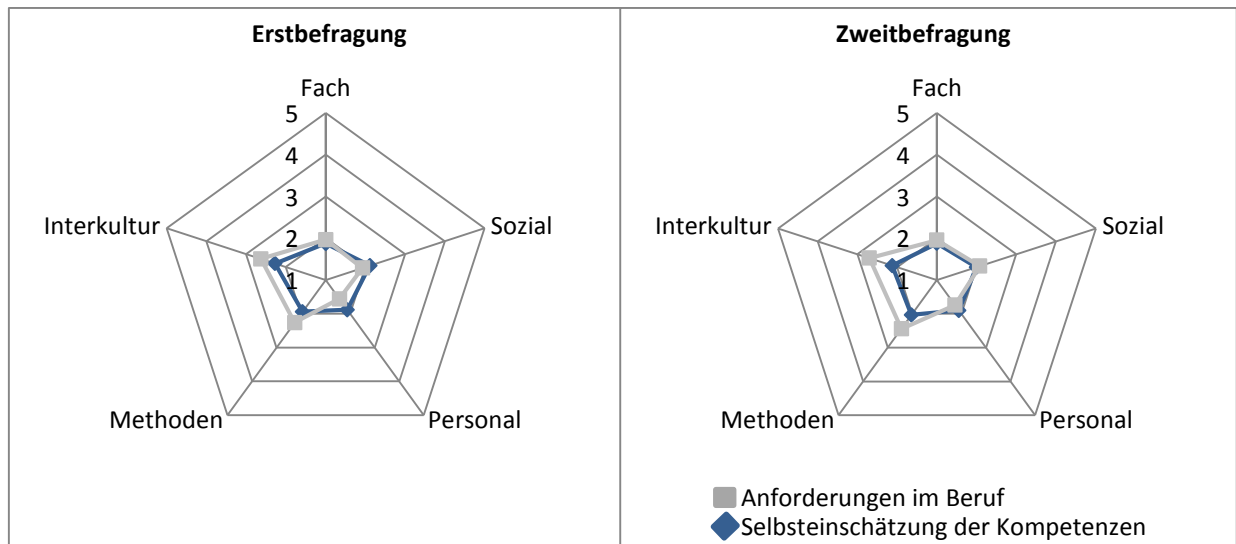 Erstbefragung
Fach
5
4
3
2
1
Interkultur
Sozial
Methoden
Personal
Zweitbefragung
Fach
5
4
3
2
1
Interkultur
Sozial
Methoden
Personal
Anforderungen im Beruf
Selbsteinschätzung der Kompetenzen